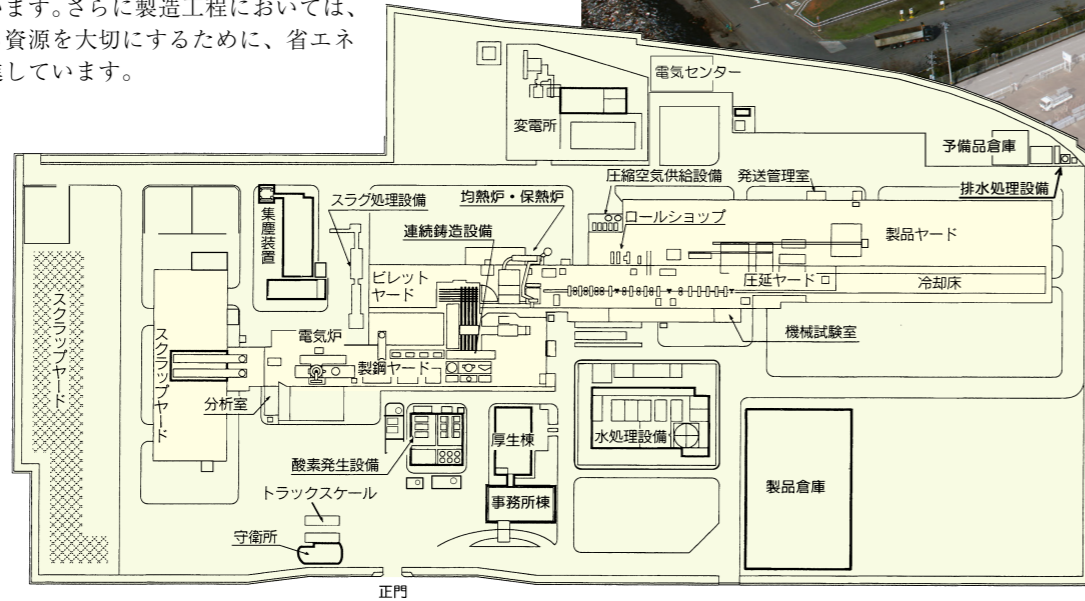 います。さらに製造工程においては、
資源を大切にするために、省エネ
進しています。
電気センター
変電所
予備品倉庫
排水処理設備
圧縮空気供給設備
発送管理室
スラグ処理設備
均熱炉・保熱炉
ロールショップ
集塵装置
連続鋳造設備
製品ヤード
ビレット
ヤード
圧延ヤード
冷却床
スクラップヤード
スクラップヤード
電気炉
機械試験室
製鋼ヤード
分析室
厚生棟
水処理設備
酸素発生設備
製品倉庫
トラックスケール
事務所棟
守衛所
正門